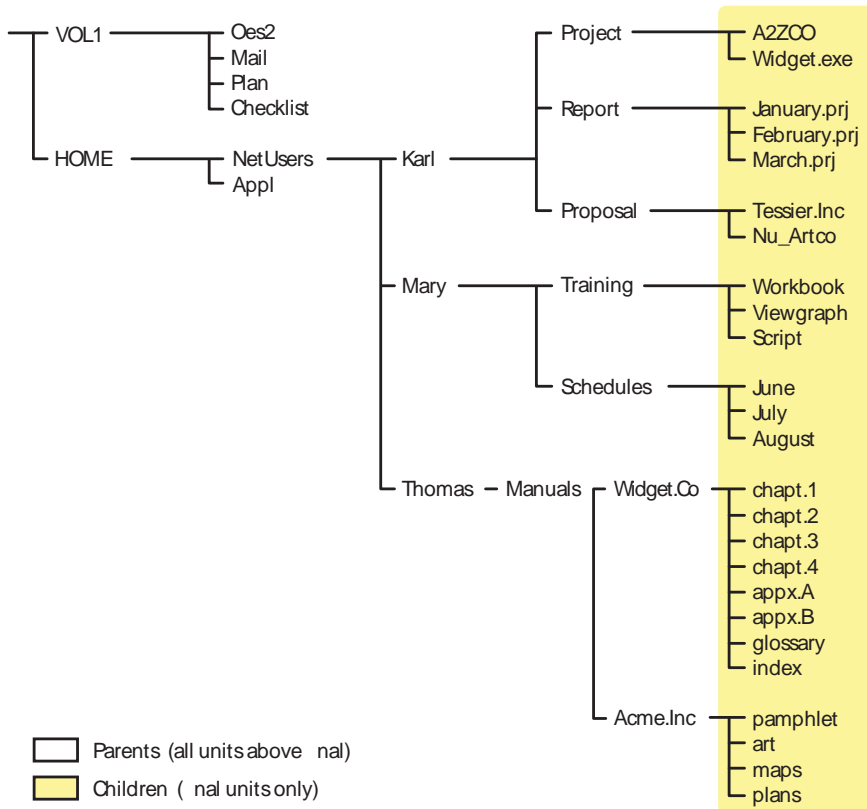 VOL1
Oes2
Mail
Plan
Checklist
HOME
NetUsers
Appl
Karl
Project
A2ZCO
Widget.exe
Report
January.prj
February.prj
March.prj
Proposal
Tessier.Inc
Nu_Artco
Mary
Training
Workbook
Viewgraph
Script
Schedules
June
July
August
Thomas
Manuals
Widget.Co
chapt.1
chapt.2
chapt.3
chapt.4
appx.A
appx.B
glossary
index
Acme.Inc
pamphlet
art
maps
plans
Parents (all units above nal)
Children ( nal units only)